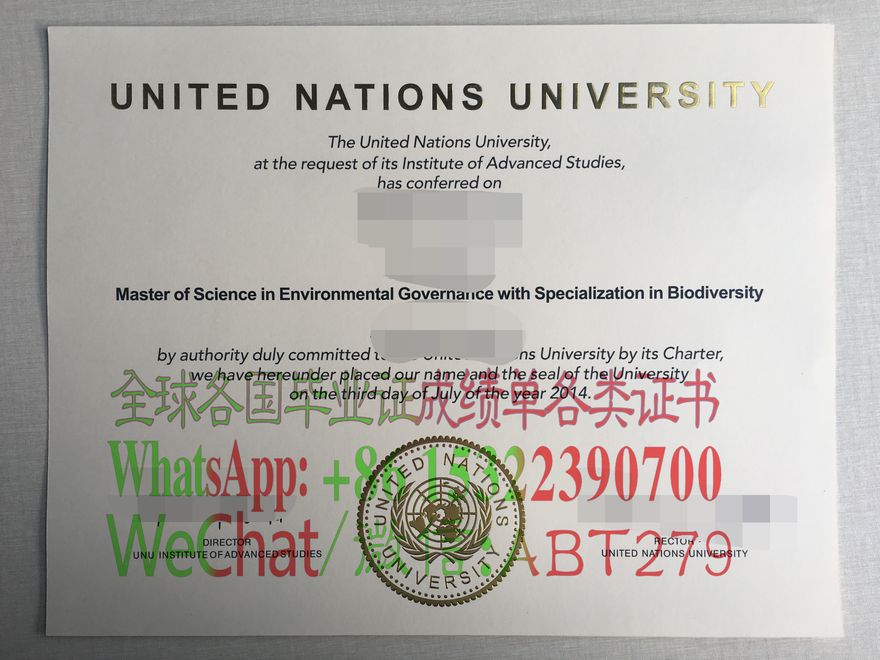 UNITED NATIONS UNIVERSITY
The United Nations University,
at the request of its Institute of Advanced Studies,
has conferred on
Master of Science in Environmental Governance with Specialization in Biodiversity
by authority duly committed University by its Charter,
we have hereunder placed our name and the seal of the University
on the third day of July of the year 2014.
全球各国毕业证成绩单各类证书
WhatsApp: +86 15322390700
WeChat/微信:ABT279
UNITED NATIONS UNIVERSITY
DIRECTOR
UNU INSTITUTE OF ADVANCED STUDIES
RECTOR
UNITED NATIONS UNIVERSITY